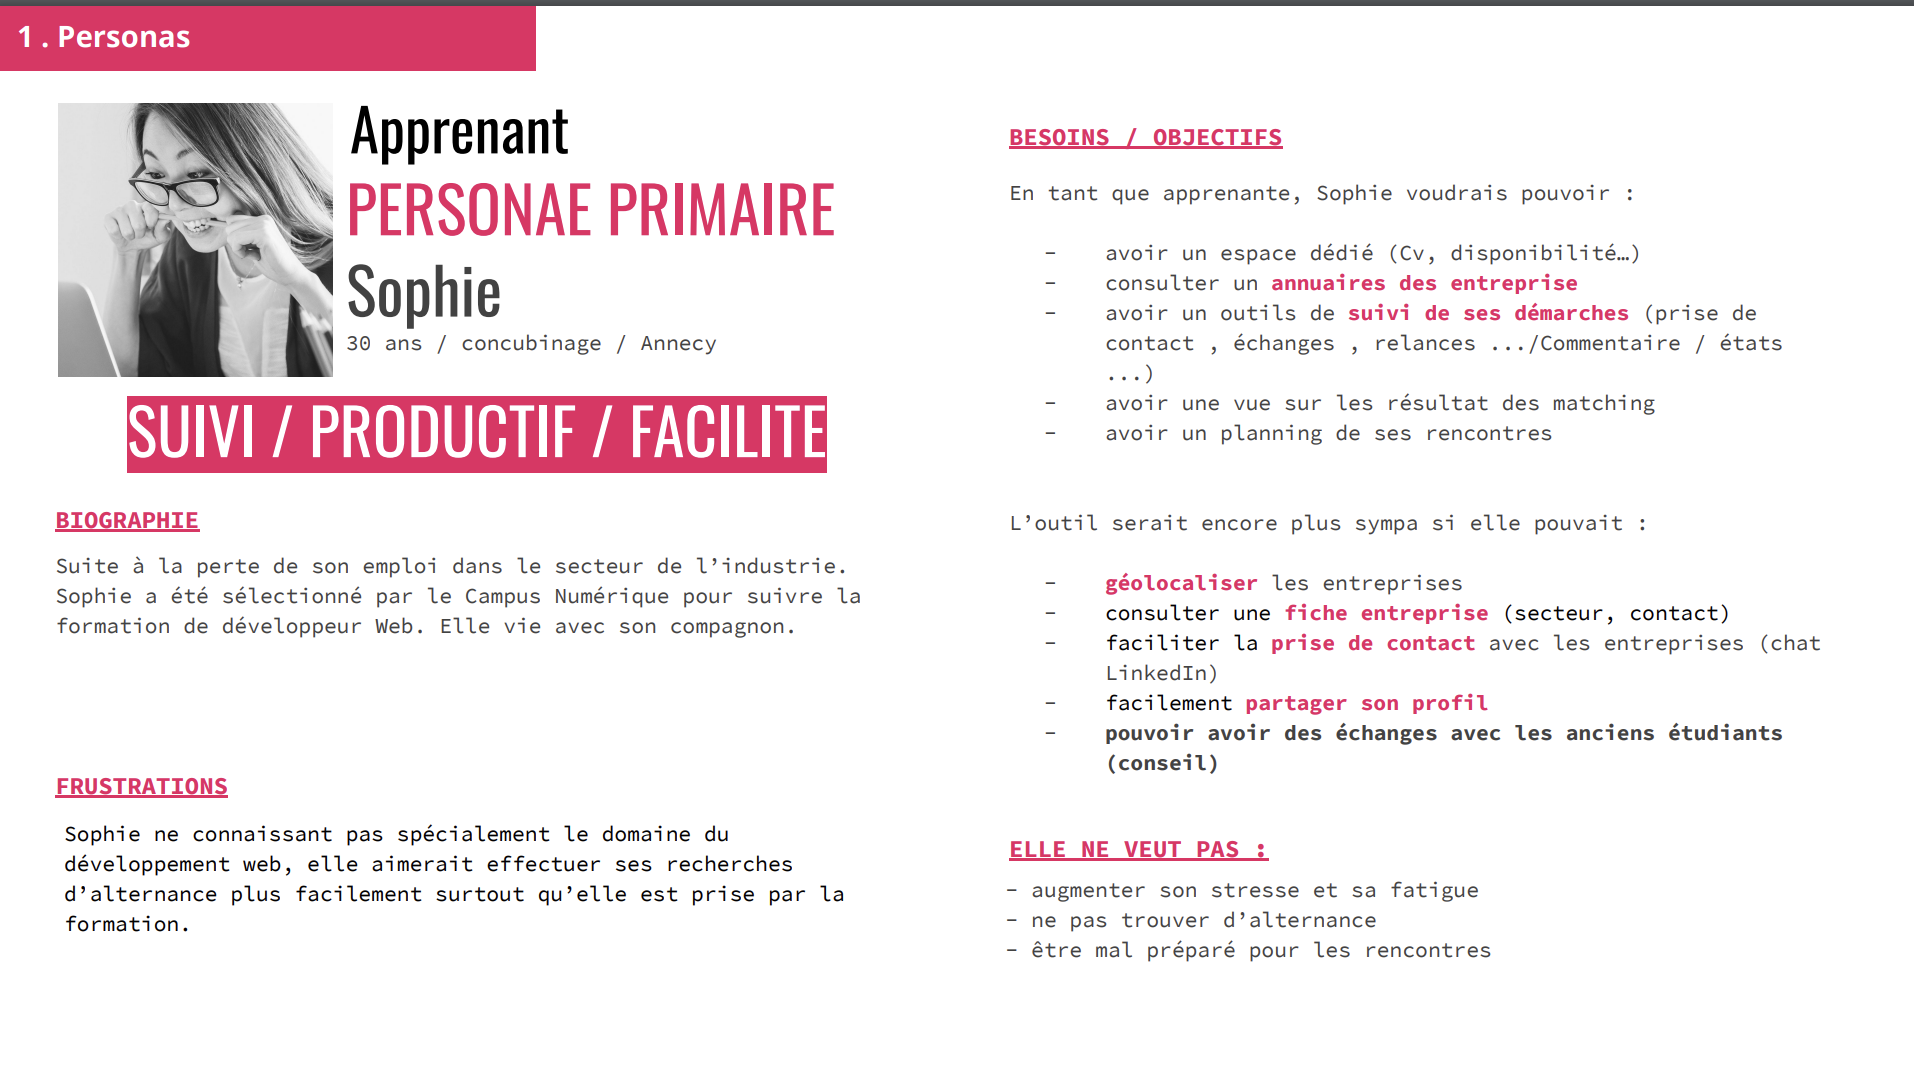 1 . Personas
Apprenant
PERSONAE PRIMAIRE
Sophie
30 ans / concubinage / Annecy
SUIVI / PRODUCTIF / FACILITE
BIOGRAPHIE
Suite à la perte de son emploi dans le secteur de l’industrie.
Sophie a été sélectionné par le Campus Numérique pour suivre la
formation de développeur Web. Elle vie avec son compagnon.
FRUSTRATIONS
Sophie ne connaissant pas spécialement le domaine du
développement web, elle aimerait effectuer ses recherches
d’alternance plus facilement surtout qu’elle est prise par la
formation.
BESOINS / OBJECTIFS
En tant que apprenante, Sophie voudrais pouvoir :
- avoir un espace dédié (Cv, disponibilité…)
- consulter un annuaires des entreprise
- avoir un outils de suivi de ses démarches (prise de
contact , échanges , relances .../Commentaire / états
...)
- avoir une vue sur les résultat des matching
- avoir un planning de ses rencontres
L’outil serait encore plus sympa si elle pouvait :
- géolocaliser les entreprises
- consulter une fiche entreprise (secteur, contact)
- faciliter la prise de contact avec les entreprises (chat
LinkedIn)
- facilement partager son profil
- pouvoir avoir des échanges avec les anciens étudiants
(conseil)
ELLE NE VEUT PAS :
- augmenter son stresse et sa fatigue
- ne pas trouver d’alternance
- être mal préparé pour les rencontres